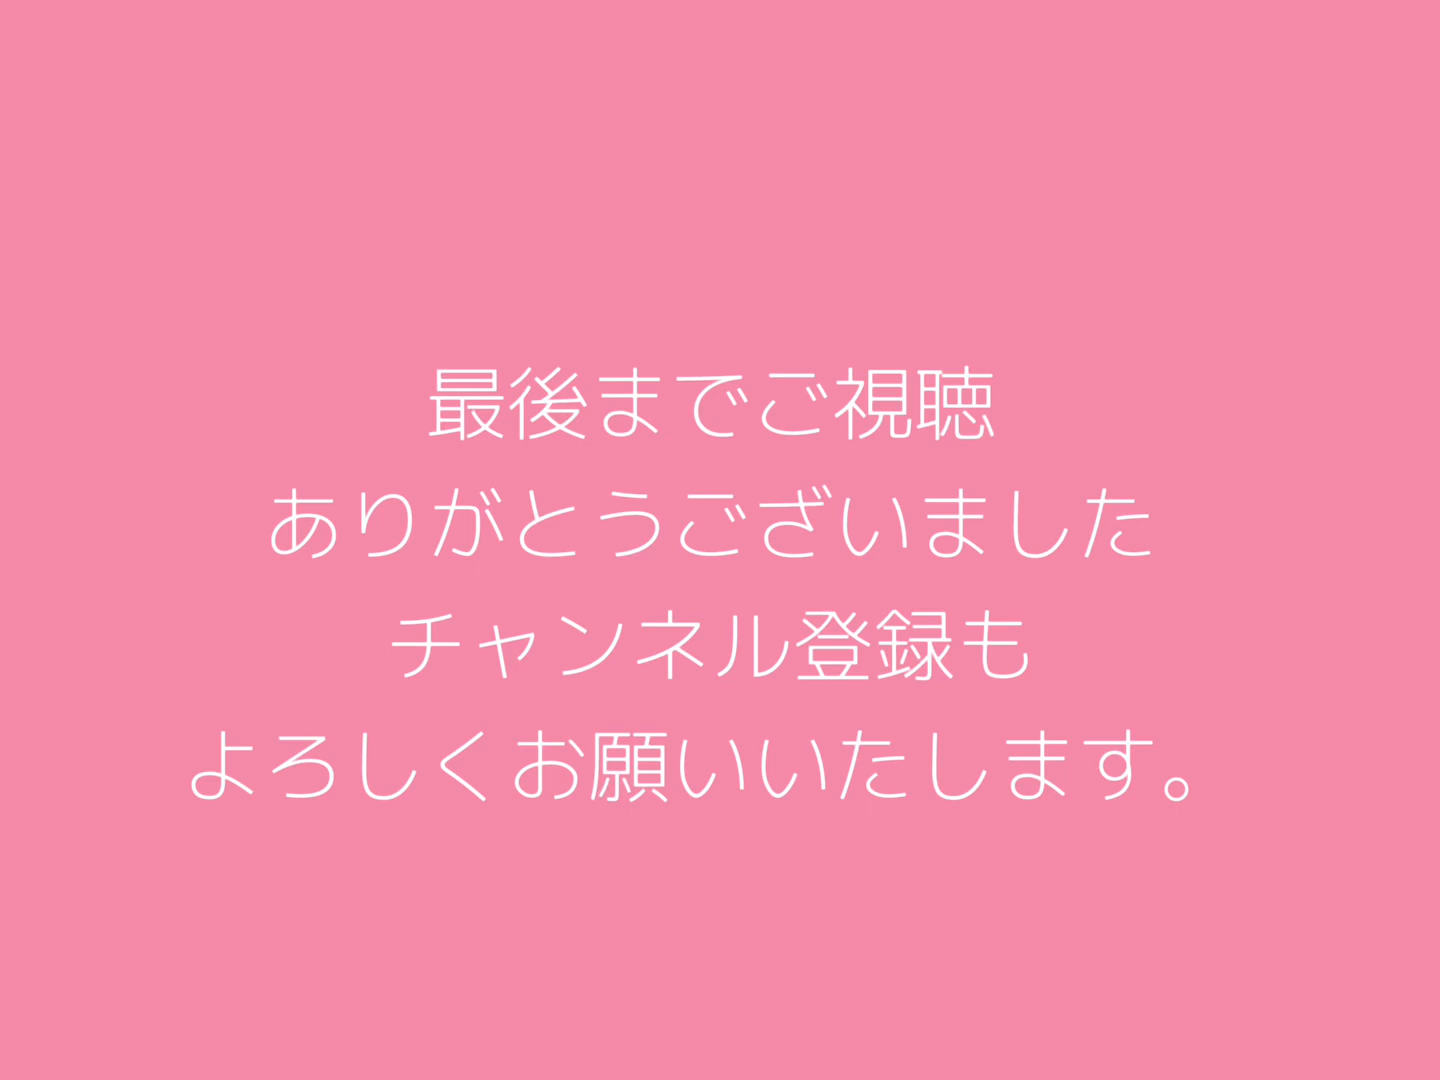 最後までご視聴
ありがとうございました
チャンネル登録も
よろしくお願いいたします。